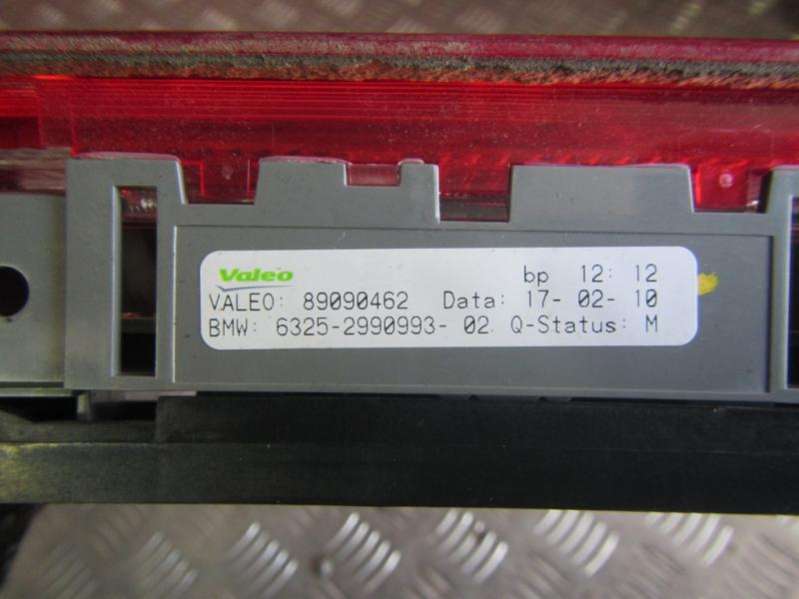 Valeo bp 12: 12
VALEO: 89090462 Data: 17- 02- 10
BMW: 6325-2990993- 02 Q-Status: M